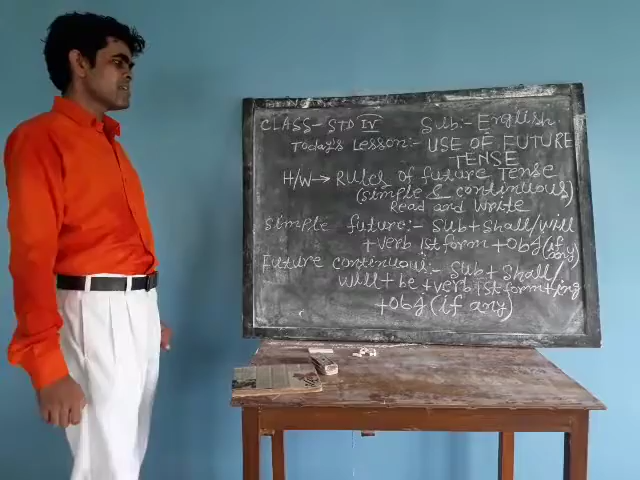 CLASS- STD IV Sub:- English.
Today's Lesson:- USE OF FUTURE
TENSE
H/W→ Rules of future Tense
(simple & continuous)
Read and write
Simple future:- Sub+Shall/will
+verb 1st form +obj (if any)
Future continuous:- Sub + Shall/
will+be +verb 1st form+ing
+obj (if any)